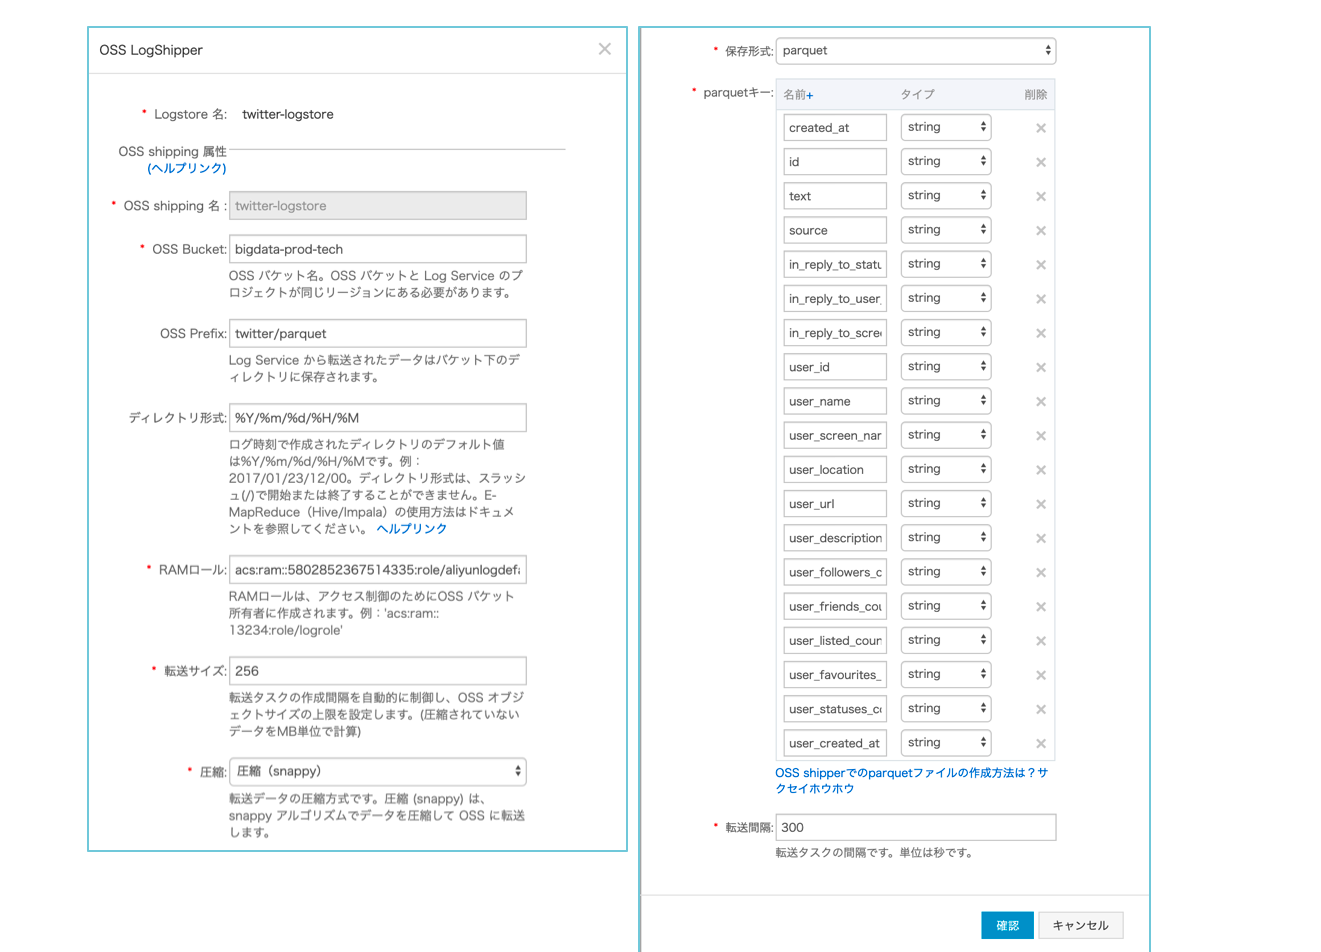 OSS LogShipper
* Logstore 名: twitter-logstore
OSS shipping 属性
(ヘルプリンク)
* OSS shipping 名 : twitter-logstore
* OSS Bucket: bigdata-prod-tech
OSS バケット名。OSS バケットと Log Service のプ
ロジェクトが同じリージョンにある必要があります。
OSS Prefix: twitter/parquet
Log Service から転送されたデータはバケット下のデ
ィレクトリに保存されます。
ディレクトリ形式: %Y/%m/%d/%H/%M
ログ時刻で作成されたディレクトリのデフォルト値
は%Y/%m/%d/%H/%Mです。例：
2017/01/23/12/00。ディレクトリ形式は、スラッシ
ュ(/)で開始または終了することができません。E-
MapReduce（Hive/Impala）の使用方法はドキュメ
ントを参照してください。 ヘルプリンク
* RAMロール: acs:ram::5802852367514335:role/aliyunlogdefa
RAMロールは、アクセス制御のためにOSS バケット
所有者に作成されます。例：'acs:ram::
13234:role/logrole'
* 転送サイズ: 256
転送タスクの作成間隔を自動的に制御し、OSS オブジ
ェクトサイズの上限を設定します。(圧縮されていない
データをMB単位で計算)
* 圧縮: 圧縮（snappy）
転送データの圧縮方式です。圧縮 (snappy) は、
snappy アルゴリズムでデータを圧縮して OSS に転送
します。
* 保存形式: parquet
* parquetキー: 名前+ タイプ 削除
created_at string
id string
text string
source string
in_reply_to_statu string
in_reply_to_user_ string
in_reply_to_scree string
user_id string
user_name string
user_screen_nar string
user_location string
user_url string
user_description string
user_followers_c string
user_friends_cou string
user_listed_coun string
user_favourites_ string
user_statuses_co string
user_created_at string
OSS shipperでのparquetファイルの作成方法は？サ
クセイホウホウ
* 転送間隔: 300
転送タスクの間隔です。単位は秒です。
確認 キャンセル